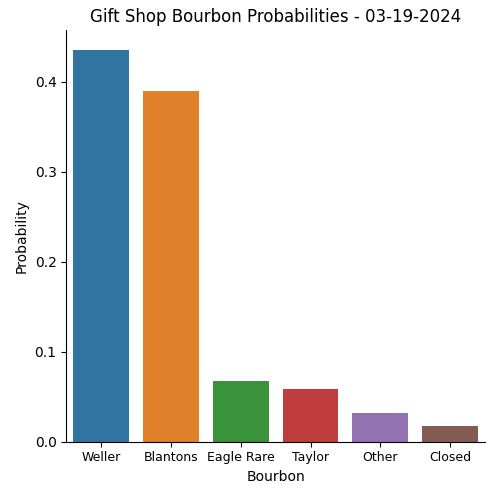 Gift Shop Bourbon Probabilities - 03-19-2024
0.4
0.3
0.2
0.1
0.0
Probability
Weller Blantons Eagle Rare Taylor Other Closed
Bourbon